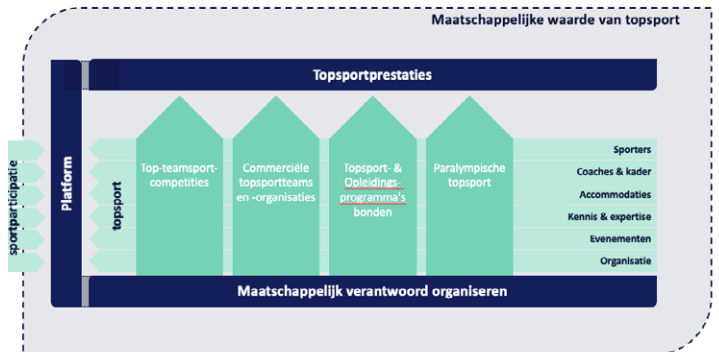 Maatschappelijke waarde van topsport
Topsportprestaties
sportparticipatie
Platform
topsport
Top-teamsport-
competities
Commerciële
topsportteams
en -organisaties
Topsport- &
Opleidings-
programma's
bonden
Paralympische
topsport
Sporters
Coaches & kader
Accommodaties
Kennis & expertise
Evenementen
Organisatie
Maatschappelijk verantwoord organiseren